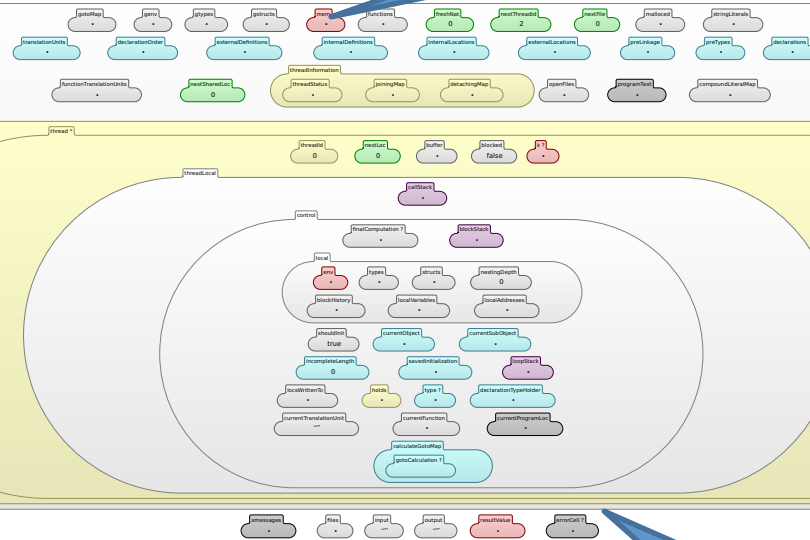 gotoMap genv gtypes gstructs mem functions freshNat nextThreadId nextFile malloced stringLiterals
• • • • • • 0 2 0 • •
translationUnits declarationOrder externalDefinitions internalDefinitions internalLocations externalLocations preLinkage preTypes declarations
• • • • • • • • •
threadInformation
functionTranslationUnits nextSharedLoc threadStatus joiningMap detachingMap openFiles programText compoundLiteralMap
• 0 • • • • • •
thread *
threadId nextLoc buffer blocked k ?
0 0 • false •
threadLocal
callStack
•
control
finalComputation ? blockStack
• •
local
env types structs nestingDepth
• • • 0
blockHistory localVariables localAddresses
• • •
shouldInit currentObject currentSubObject
true • •
incompleteLength savedInitialization loopStack
0 • •
locsWrittenTo holds type ? declarationTypeHolder
• • • •
currentTranslationUnit currentFunction currentProgramLoc
"" • •
calculateGotoMap
gotoCalculation ?
•
xmessages files input output resultValue errorCell ?
• • "" "" • •